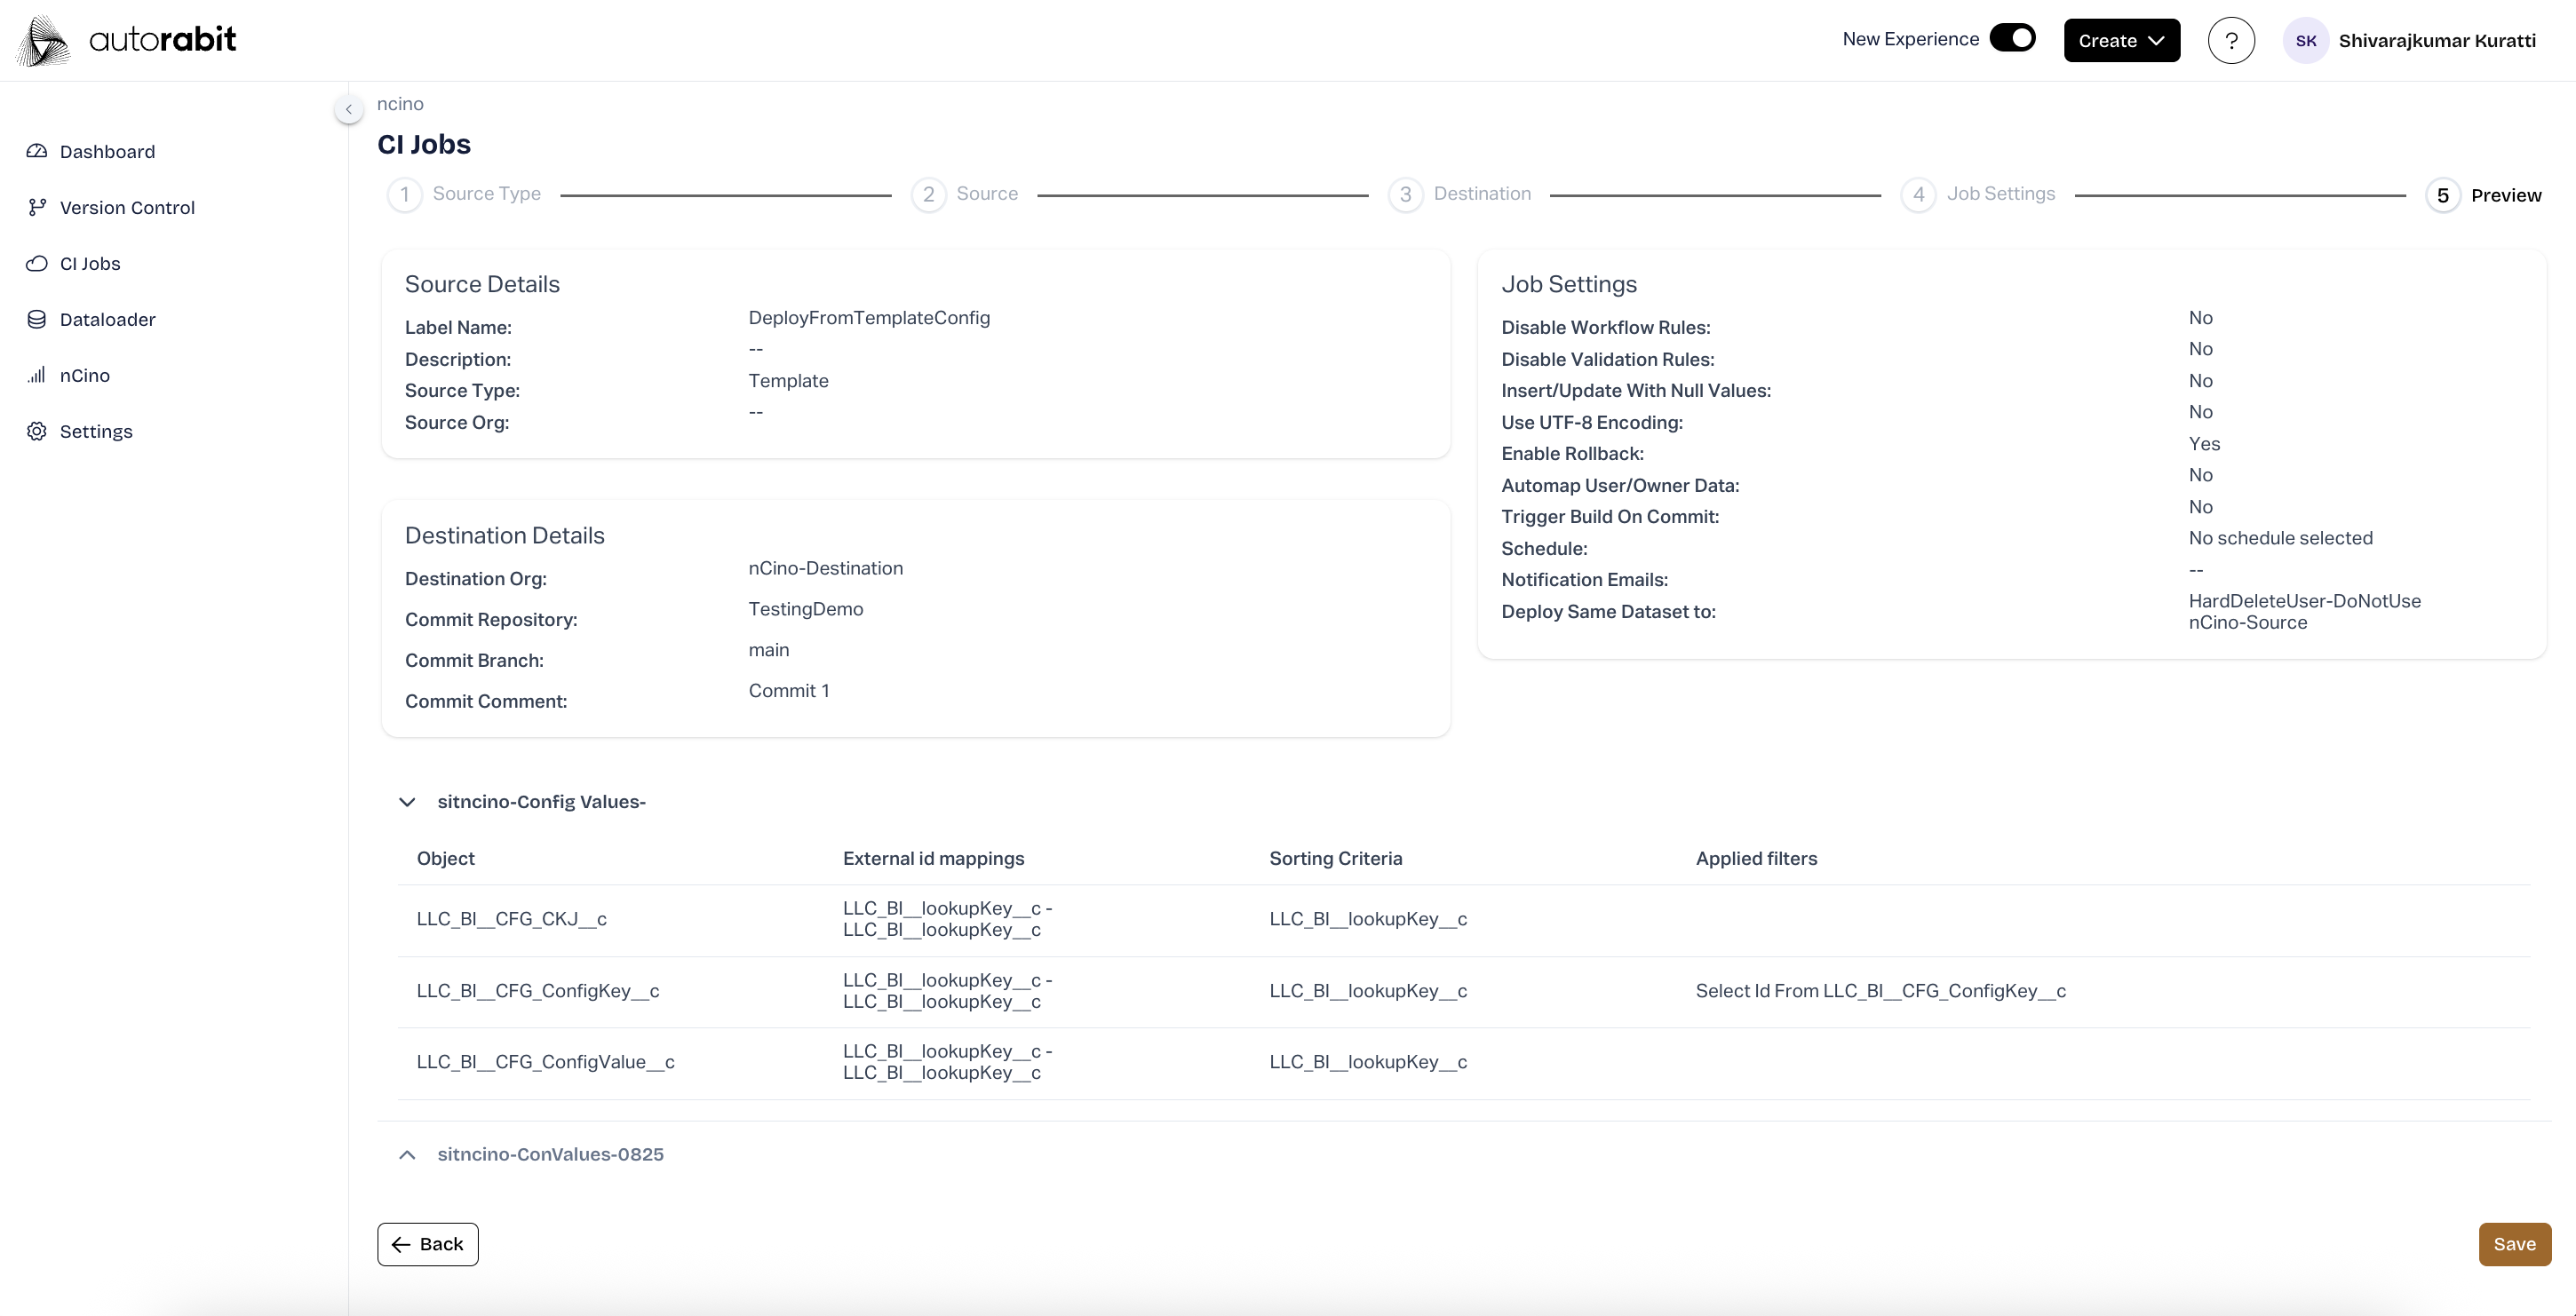 autorabit
New Experience
Create
?
SK
Shivarajkumar Kuratti
Dashboard
Version Control
CI Jobs
Dataloader
nCino
Settings
ncino
CI Jobs
1 Source Type
2 Source
3 Destination
4 Job Settings
5 Preview
Source Details
Label Name: DeployFromTemplateConfig
Description: --
Source Type: Template
Source Org: --
Destination Details
Destination Org: nCino-Destination
Commit Repository: TestingDemo
Commit Branch: main
Commit Comment: Commit 1
Job Settings
Disable Workflow Rules: No
Disable Validation Rules: No
Insert/Update With Null Values: No
Use UTF-8 Encoding: No
Enable Rollback: Yes
Automap User/Owner Data: No
Trigger Build On Commit: No
Schedule: No schedule selected
Notification Emails: --
Deploy Same Dataset to: HardDeleteUser-DoNotUse
nCino-Source
sitncino-Config Values-
Object External id mappings Sorting Criteria Applied filters
LLC_BI__CFG_CKJ__c LLC_BI__lookupKey__c - LLC_BI__lookupKey__c
LLC_BI__lookupKey__c
LLC_BI__CFG_ConfigKey__c LLC_BI__lookupKey__c - LLC_BI__lookupKey__c Select Id From LLC_BI__CFG_ConfigKey__c
LLC_BI__lookupKey__c
LLC_BI__CFG_ConfigValue__c LLC_BI__lookupKey__c - LLC_BI__lookupKey__c
LLC_BI__lookupKey__c
sitncino-ConValues-0825
Back
Save